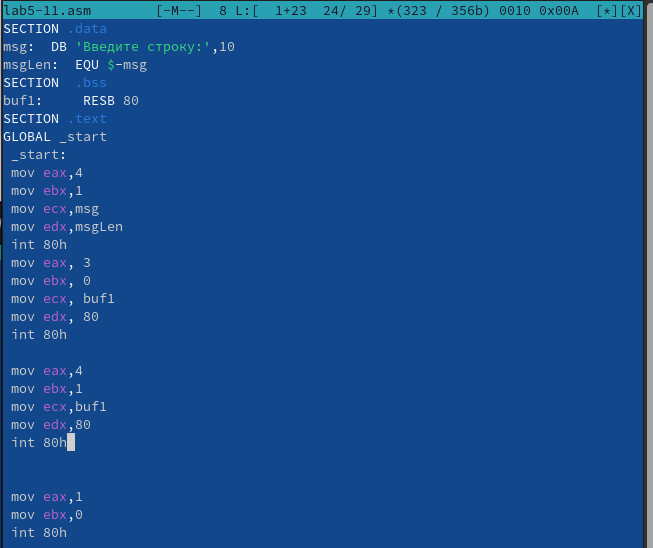 lab5-11.asm [-M--] 8 L:[ 1+23 24/ 29] *(323 / 356b) 0010 0x00A [*][X]
SECTION .data
msg: DB 'Введите строку:',10
msgLen: EQU $-msg
SECTION .bss
buf1: RESB 80
SECTION .text
GLOBAL _start
_start:
mov eax,4
mov ebx,1
mov ecx,msg
mov edx,msgLen
int 80h
mov eax, 3
mov ebx, 0
mov ecx, buf1
mov edx, 80
int 80h
mov eax,4
mov ebx,1
mov ecx,buf1
mov edx,80
int 80h
mov eax,1
mov ebx,0
int 80h